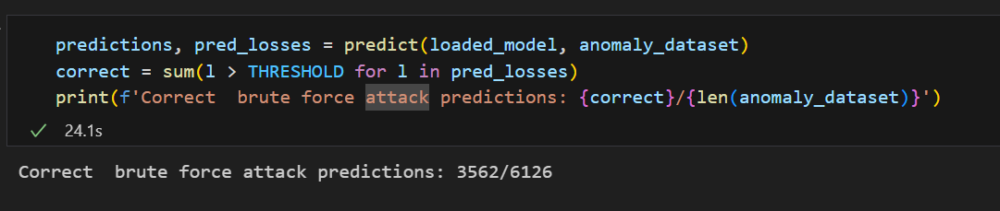 predictions, pred_losses = predict(loaded_model, anomaly_dataset)
correct = sum(l > THRESHOLD for l in pred_losses)
print(f'Correct  brute force attack predictions: {correct}/{len(anomaly_dataset)}')
24.1s
Correct  brute force attack predictions: 3562/6126